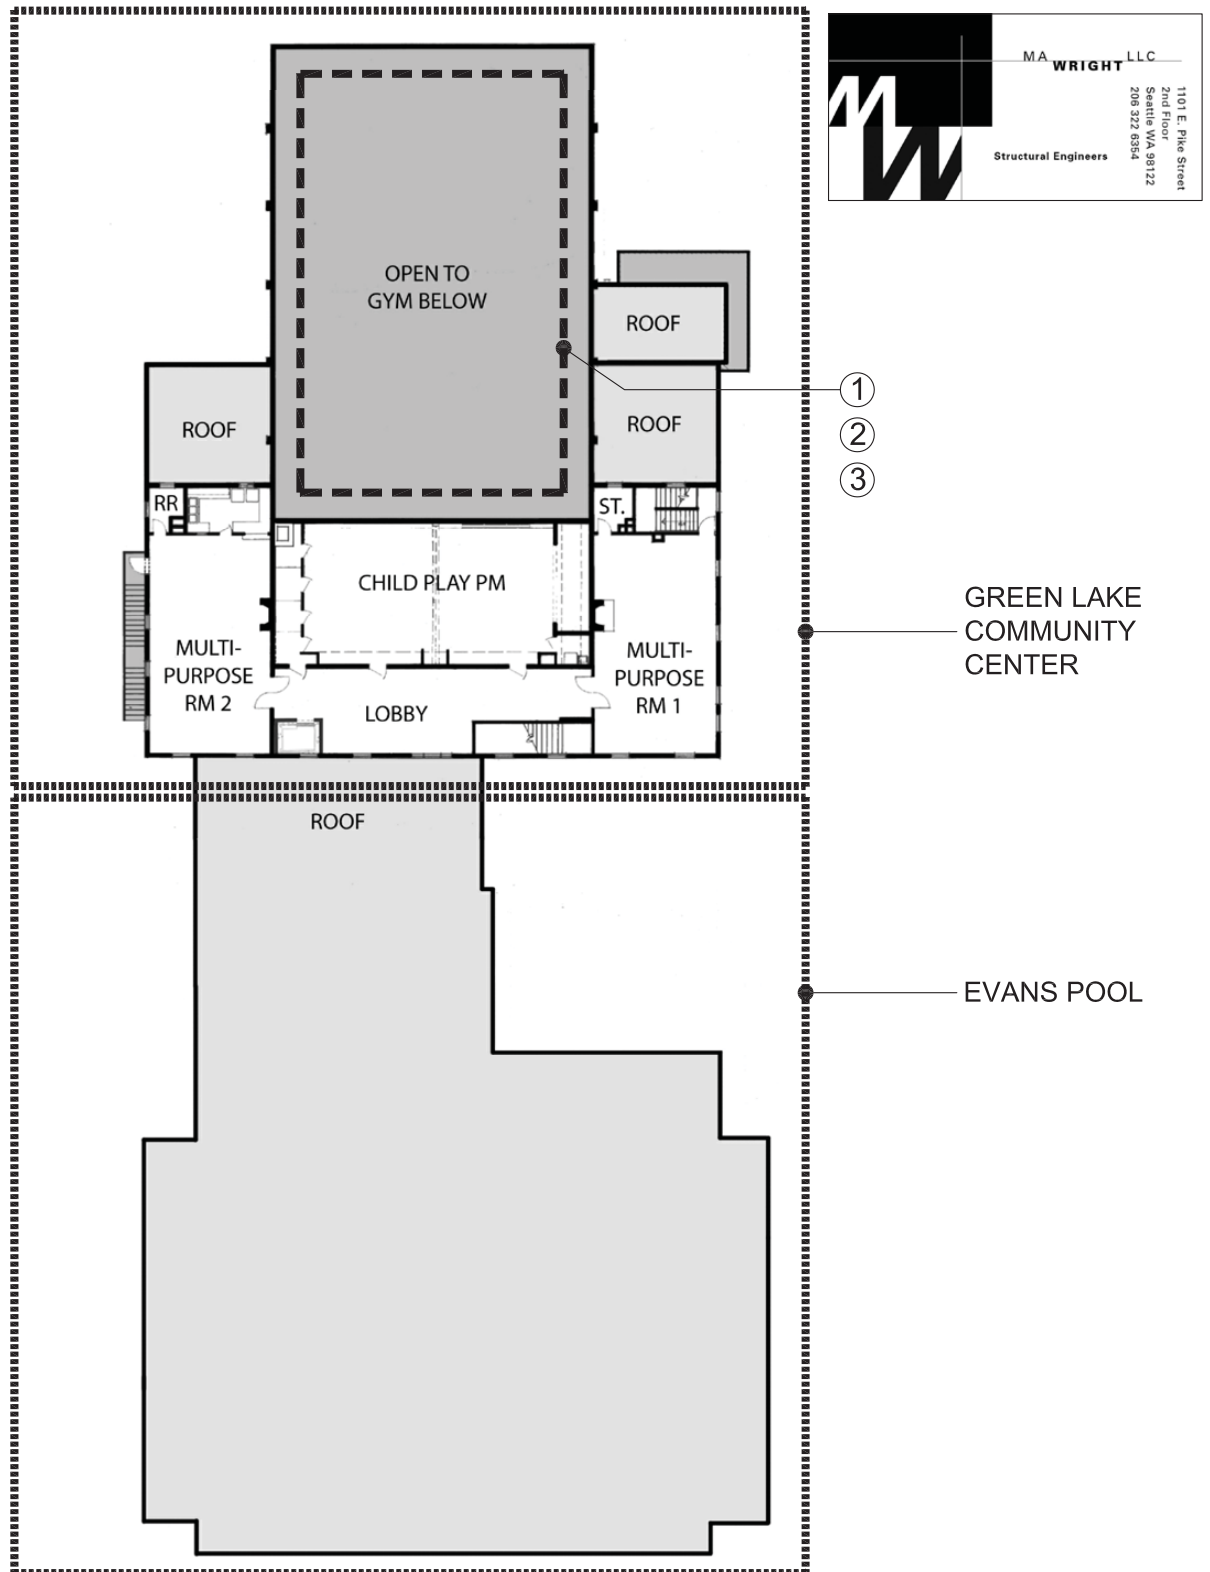 MA WRIGHT LLC
Structural Engineers
1101 E. Pike Street
2nd Floor
Seattle WA 98122
206 322 6354
OPEN TO
GYM BELOW
ROOF
1
ROOF
ROOF
2
3
RR
ST.
CHILD PLAY PM
MULTI-
PURPOSE
RM 2
MULTI-
PURPOSE
RM 1
LOBBY
GREEN LAKE
COMMUNITY
CENTER
ROOF
EVANS POOL